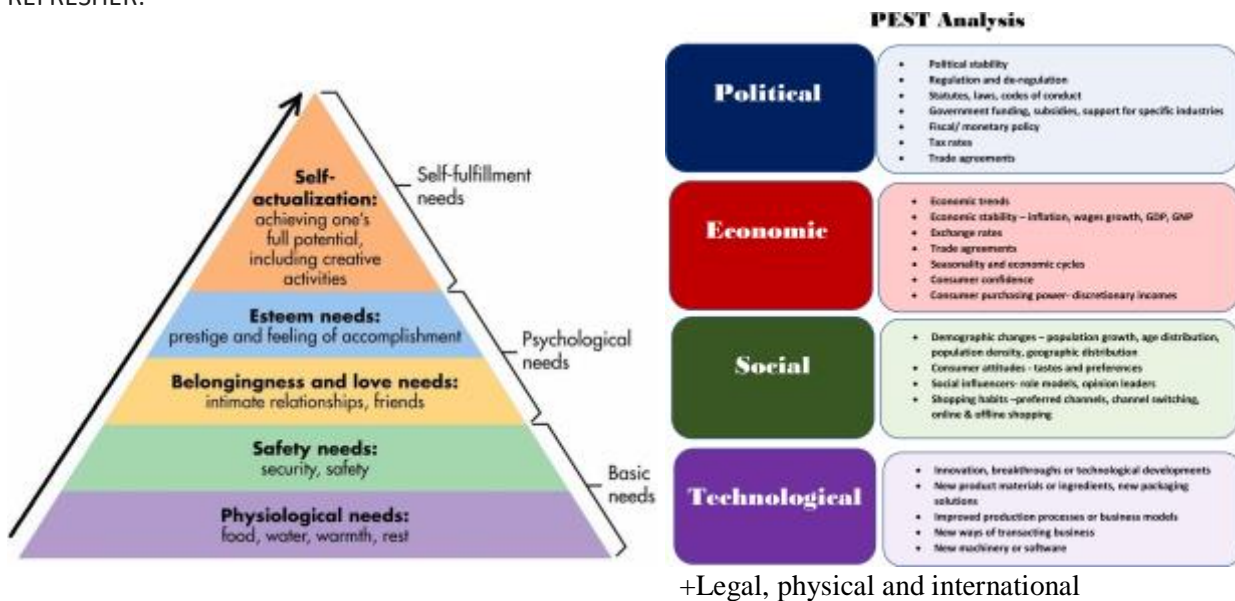 REFRESHER:
Self-
actualization:
achieving one's
full potential,
including creative
activities
Esteem needs:
prestige and feeling of accomplishment
Belongingness and love needs:
intimate relationships, friends
Safety needs:
security, safety
Physiological needs:
food, water, warmth, rest
Self-fulfillment
needs
Psychological
needs
Basic
needs
PEST Analysis
Political
• Political stability
• Regulation and de-regulation
• Statutes, laws, codes of conduct
• Government funding, subsidies, support for specific industries
• Fiscal/ monetary policy
• Tax rates
• Trade agreements
Economic
• Economic trends
• Economic stability – inflation, wages growth, GDP, GNP
• Exchange rates
• Trade agreements
• Seasonality and economic cycles
• Consumer confidence
• Consumer purchasing power- discretionary incomes
Social
• Demographic changes – population growth, age distribution,
population density, geographic distribution
• Consumer attitudes - tastes and preferences
• Social influencers- role models, opinion leaders
• Shopping habits –preferred channels, channel switching,
online & offline shopping
Technological
• Innovation, breakthroughs or technological developments
• New product materials or ingredients, new packaging
solutions
• Improved production processes or business models
• New ways of transacting business
• New machinery or software
+Legal, physical and international